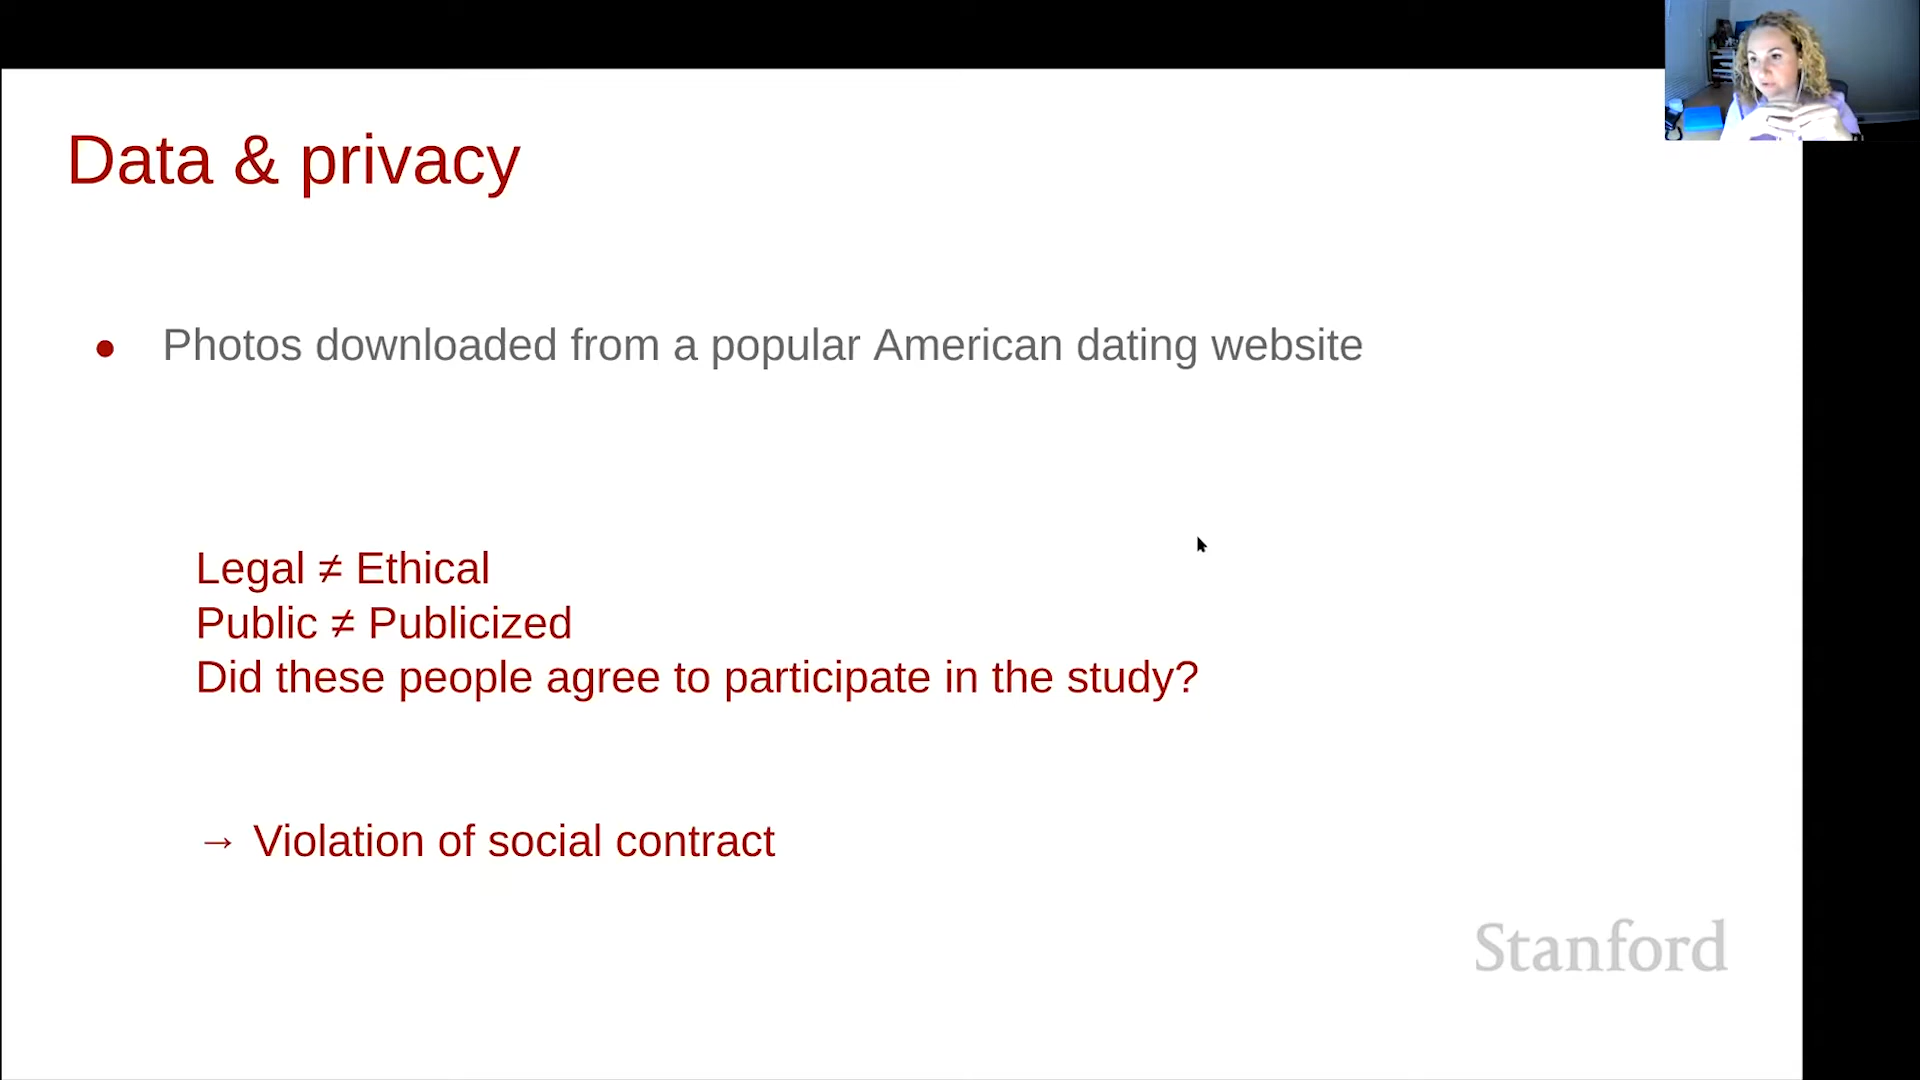 Data & privacy
● Photos downloaded from a popular American dating website
Legal ≠ Ethical
Public ≠ Publicized
Did these people agree to participate in the study?
→ Violation of social contract
Stanford